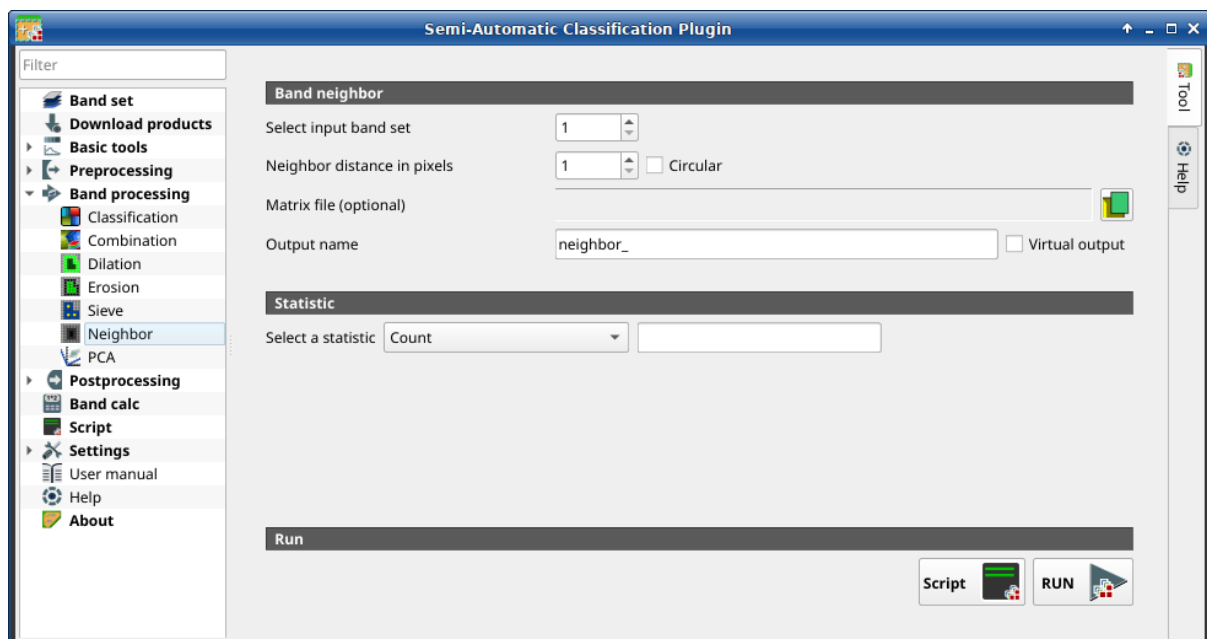 Semi-Automatic Classification Plugin
Filter
Band set
Download products
Basic tools
Preprocessing
Band processing
Classification
Combination
Dilation
Erosion
Sieve
Neighbor
PCA
Postprocessing
Band calc
Script
Settings
User manual
Help
About
Band neighbor
Select input band set 1
Neighbor distance in pixels 1 Circular
Matrix file (optional)
Output name neighbor_ Virtual output
Statistic
Select a statistic Count
Run
Script RUN
Tool
Help